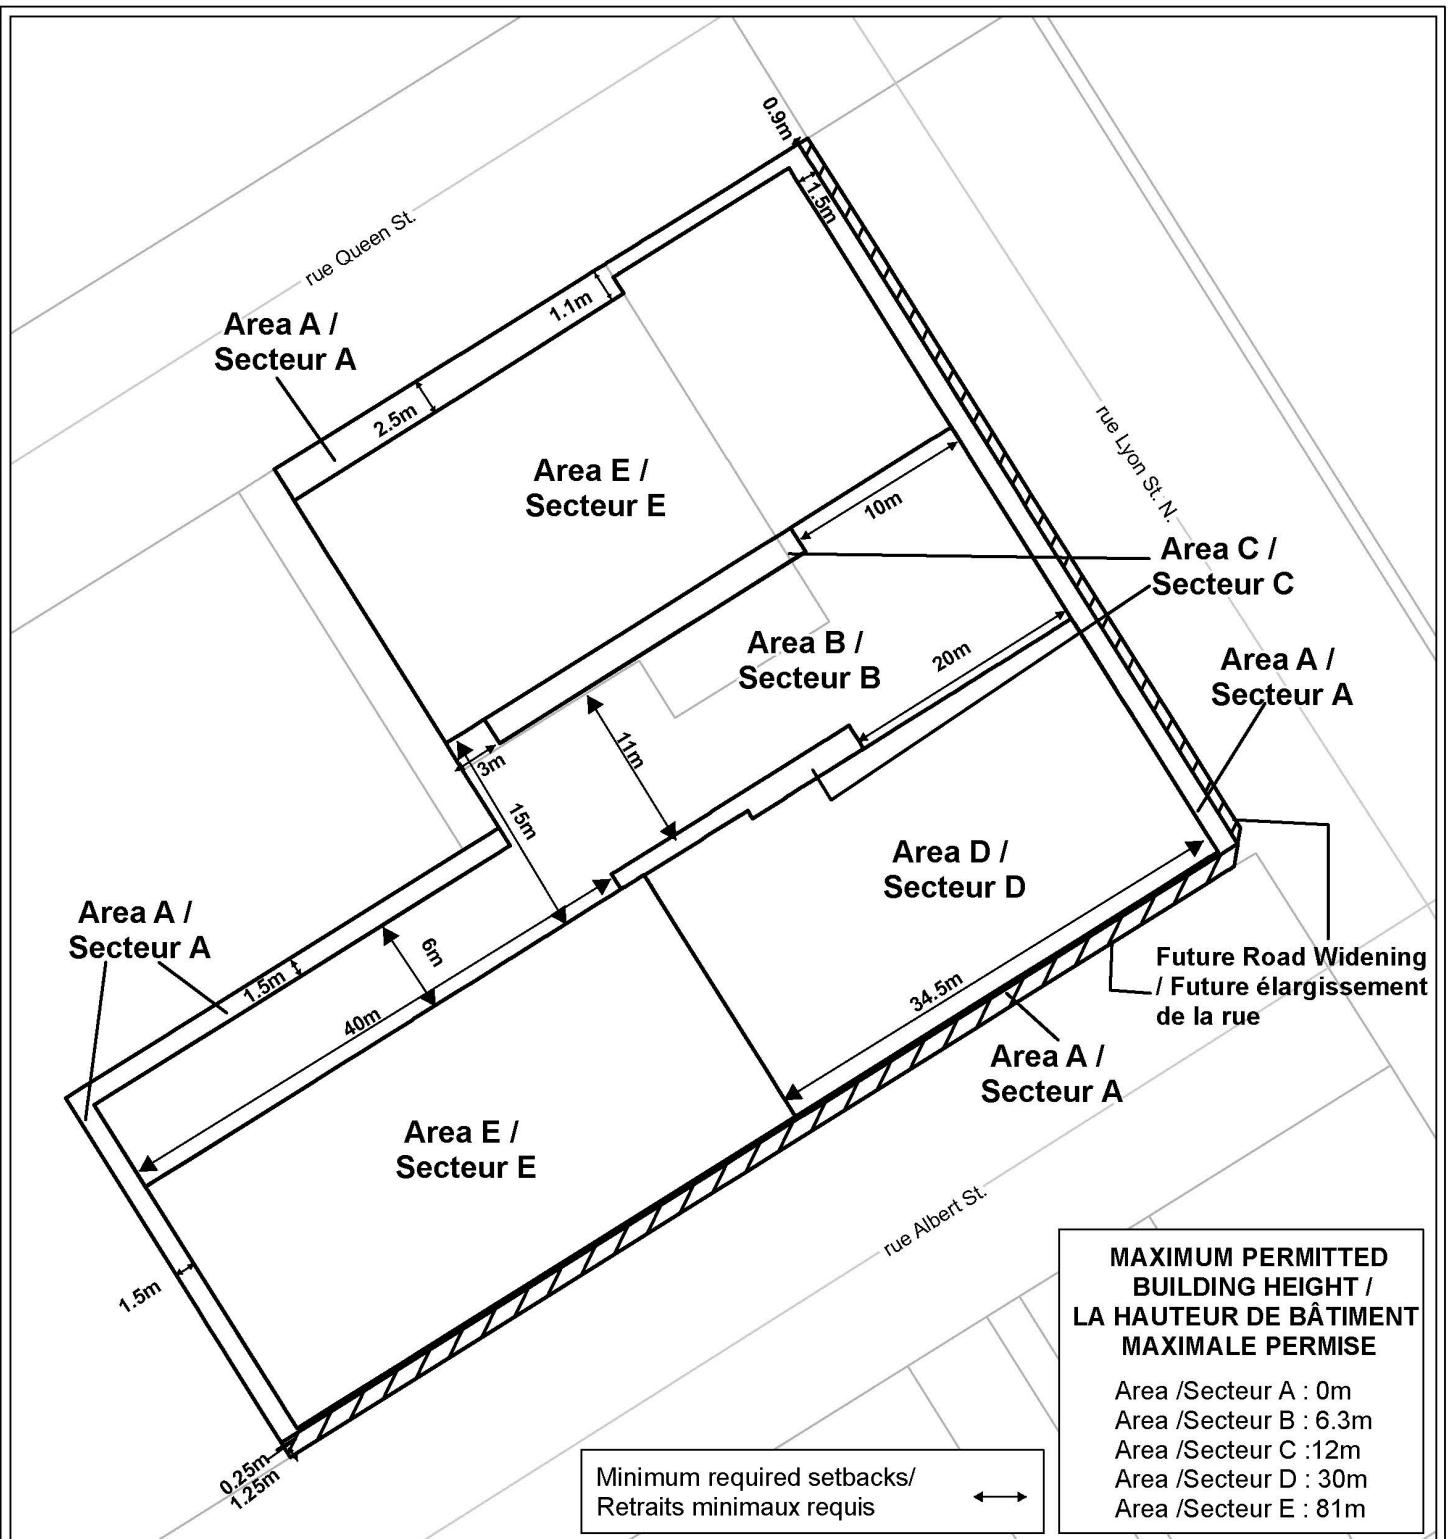 0.9m
1.5m
rue Queen St.
1.1m
Area A /
Secteur A
2.5m
rue Lyon St. N.
Area E /
Secteur E
10m
Area C /
Secteur C
Area B /
Secteur B
20m
Area A /
Secteur A
11m
3m
15m
Area D /
Secteur D
Area A /
Secteur A
6m
1.5m
40m
34.5m
Future Road Widening
/ Future élargissement
de la rue
Area A /
Secteur A
Area E /
Secteur E
rue Albert St.
1.5m
0.25m
1.25m
MAXIMUM PERMITTED
BUILDING HEIGHT /
LA HAUTEUR DE BÂTIMENT
MAXIMALE PERMISE
Area /Secteur A : 0m
Area /Secteur B : 6.3m
Area /Secteur C :12m
Area /Secteur D : 30m
Area /Secteur E : 81m
Minimum required setbacks/
Retraits minimaux requis